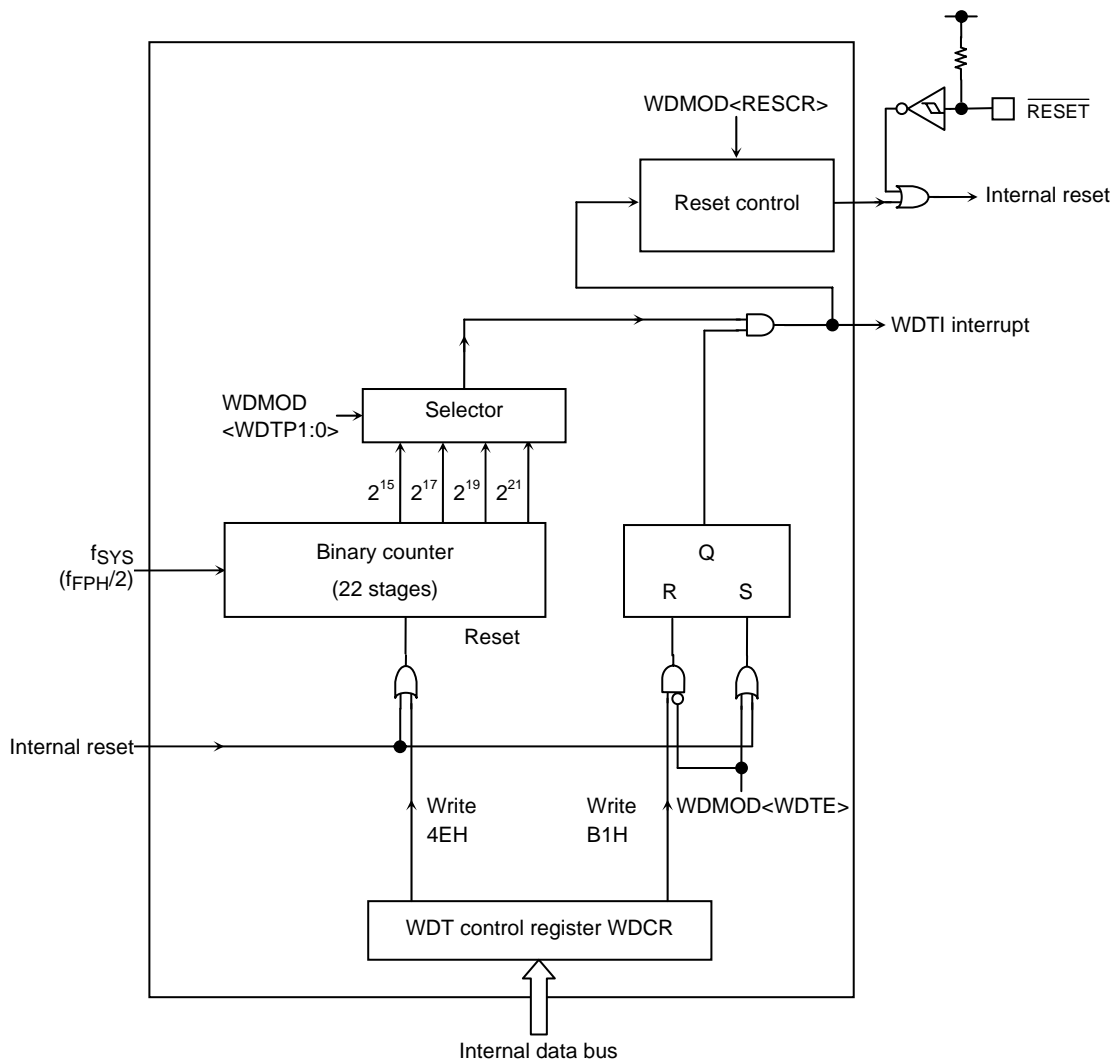 WDMOD<RESCR>
RESET
Reset control
Internal reset
WDTI interrupt
WDMOD
<WDTP1:0>
Selector
2^15 2^17 2^19 2^21
fSYS
(fFPH/2)
Binary counter
(22 stages)
Q
R S
Reset
Internal reset
Write
4EH
Write
B1H
WDMOD<WDTE>
WDT control register WDCR
Internal data bus